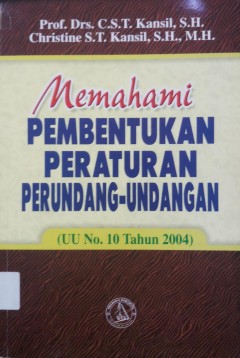 Prof. Drs. C.S.T. Kansil, S.H.
Christine S.T. Kansil, S.H., M.H.
Memahami
PEMBENTUKAN
PERATURAN
PERUNDANG-UNDANGAN
(UU No. 10 Tahun 2004)